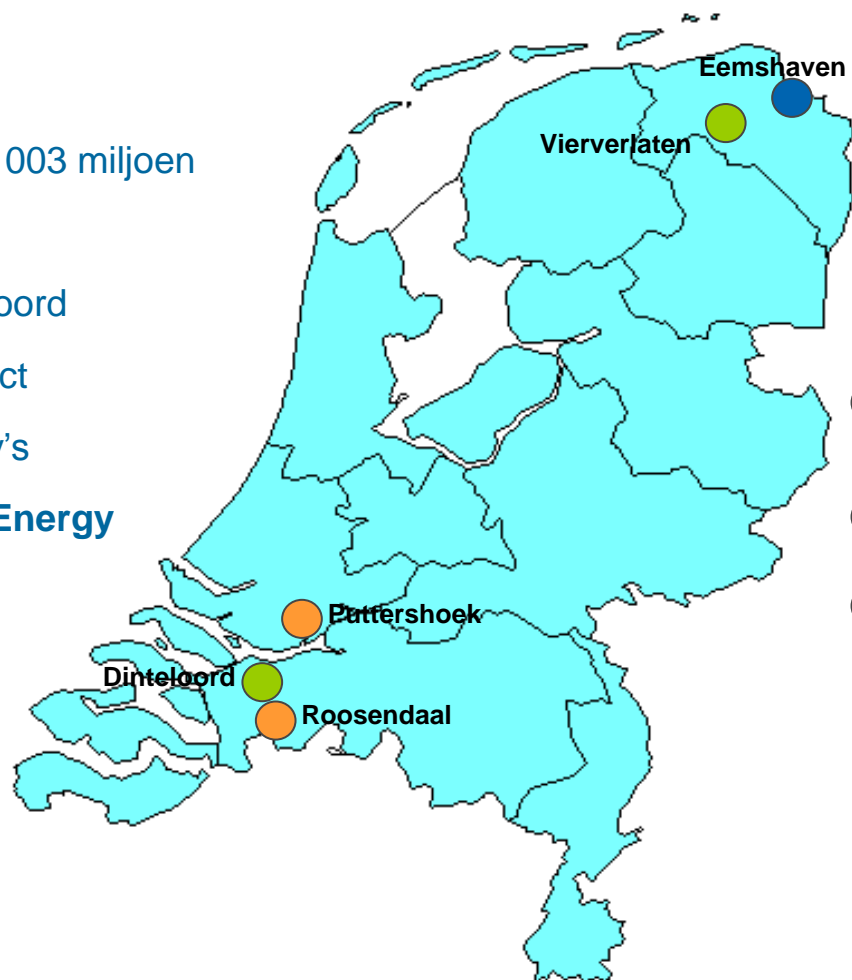 003 miljoen
oord
ct
y's
Energy
Eemshaven
Vierverlaten
Puttershoek
Dinteloord
Roosendaal